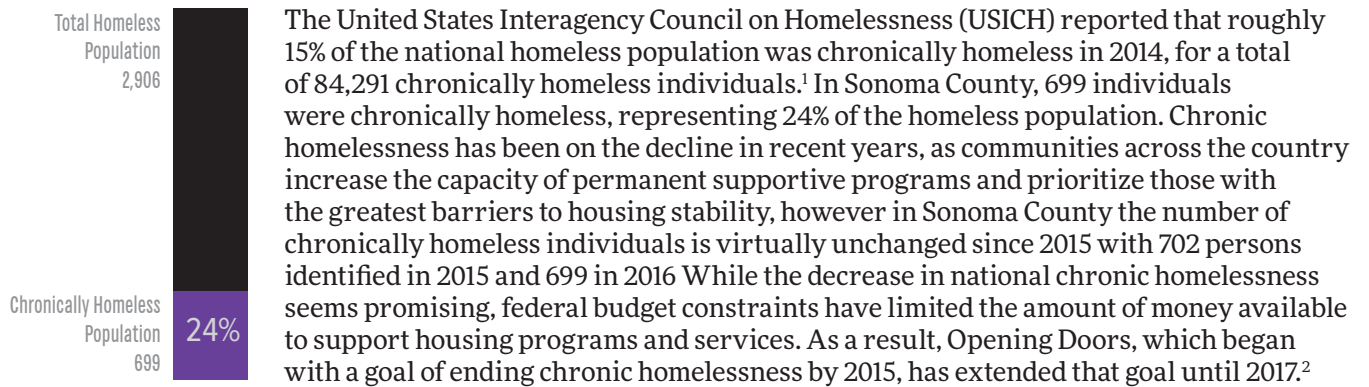 Total Homeless
Population
2,906
Chronically Homeless
Population
699
24%
The United States Interagency Council on Homelessness (USICH) reported that roughly
15% of the national homeless population was chronically homeless in 2014, for a total
of 84,291 chronically homeless individuals.¹ In Sonoma County, 699 individuals
were chronically homeless, representing 24% of the homeless population. Chronic
homelessness has been on the decline in recent years, as communities across the country
increase the capacity of permanent supportive programs and prioritize those with
the greatest barriers to housing stability, however in Sonoma County the number of
chronically homeless individuals is virtually unchanged since 2015 with 702 persons
identified in 2015 and 699 in 2016 While the decrease in national chronic homelessness
seems promising, federal budget constraints have limited the amount of money available
to support housing programs and services. As a result, Opening Doors, which began
with a goal of ending chronic homelessness by 2015, has extended that goal until 2017.²